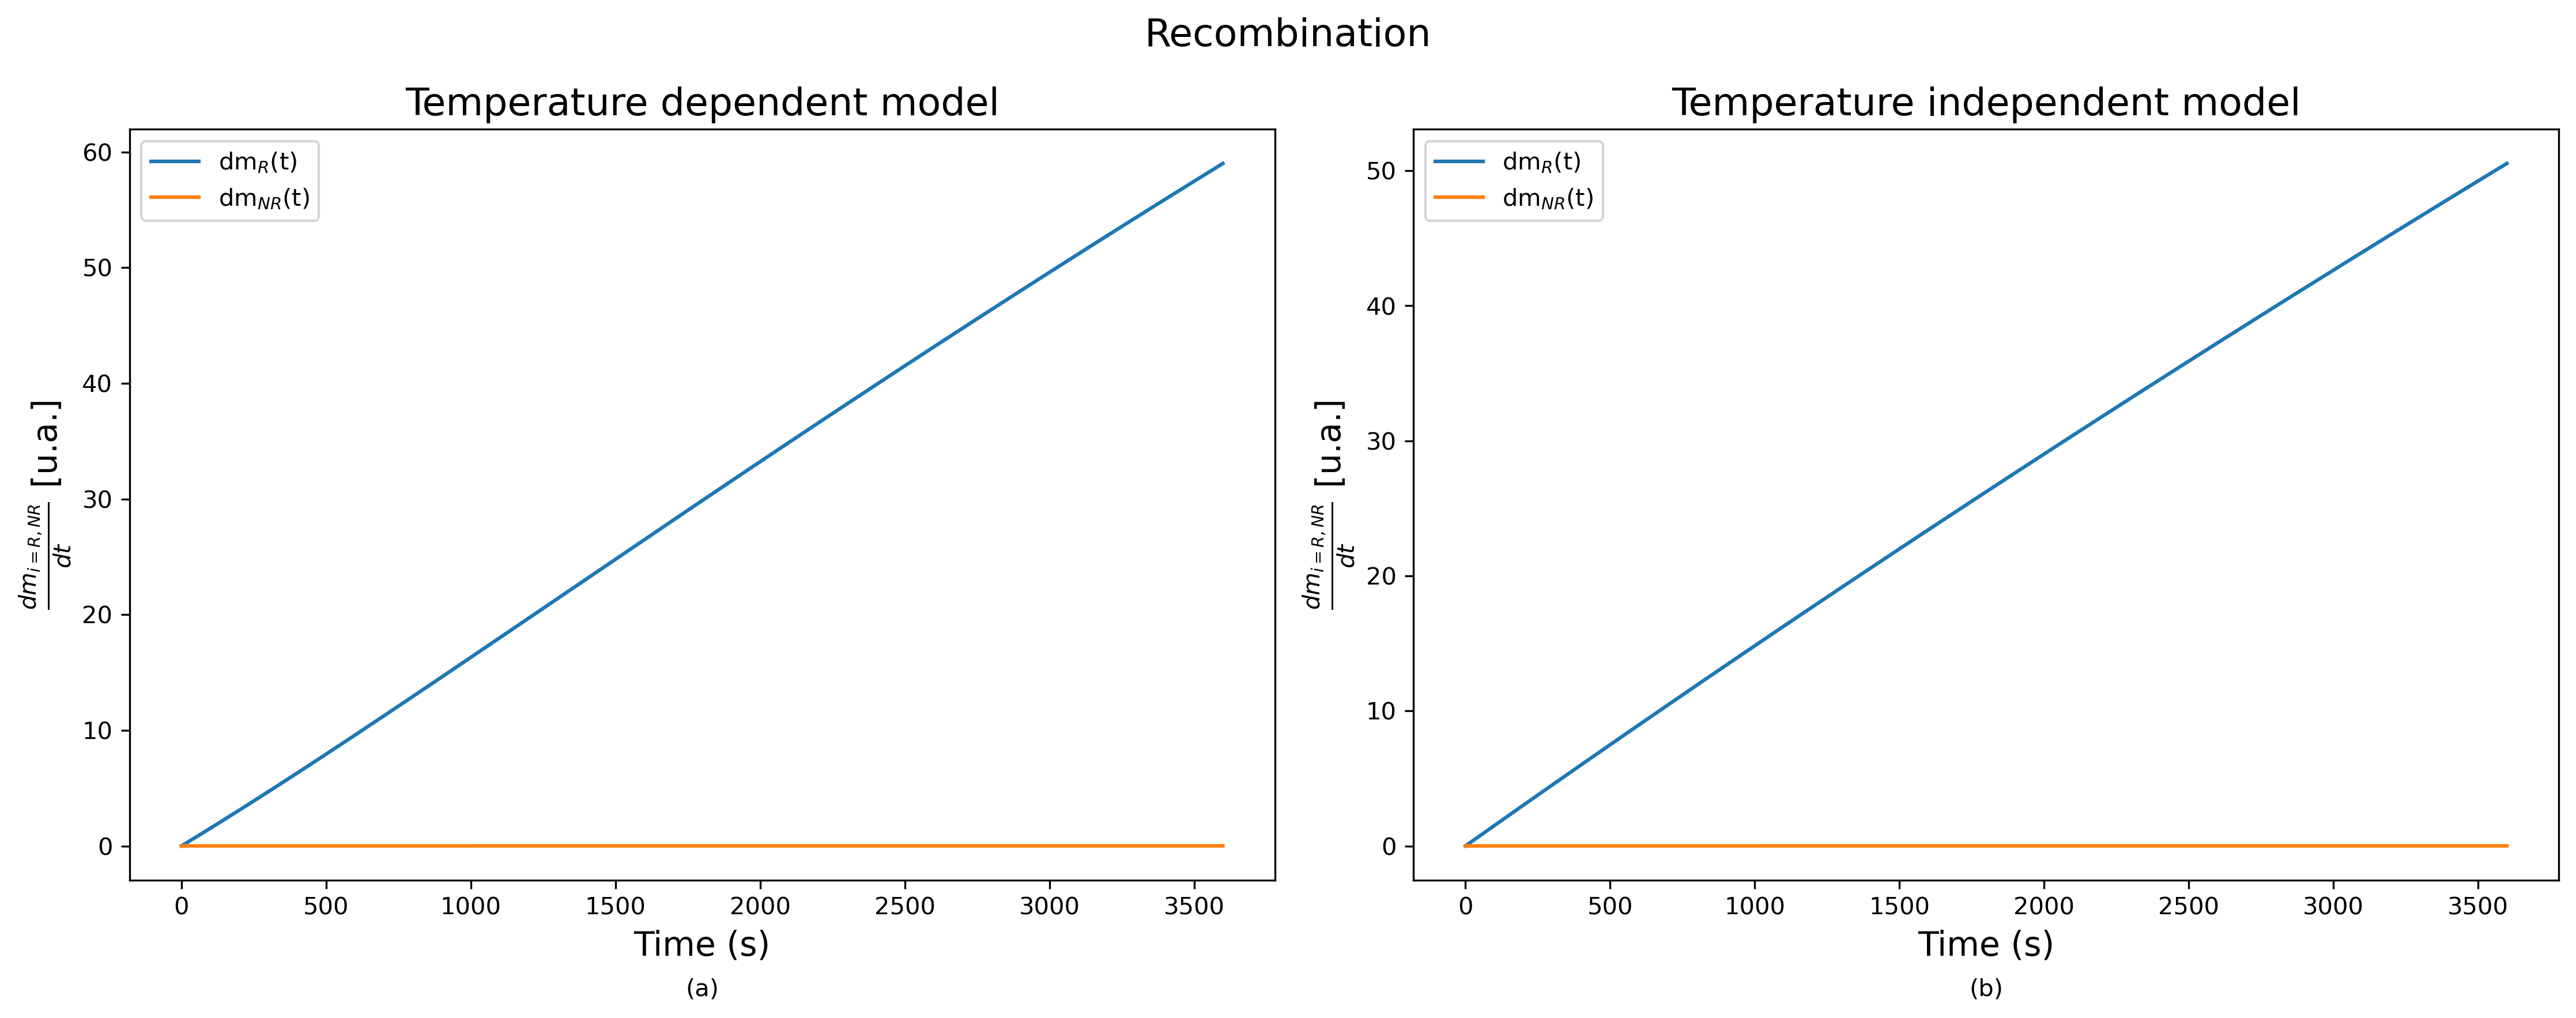 Recombination
Temperature dependent model
60
50
40
30
20
10
0
dm_R(t)
dm_NR(t)
dm_{i=R,NR}/dt [u.a.]
0 500 1000 1500 2000 2500 3000 3500
Time (s)
(a)
Temperature independent model
50
40
30
20
10
0
dm_R(t)
dm_NR(t)
dm_{i=R,NR}/dt [u.a.]
0 500 1000 1500 2000 2500 3000 3500
Time (s)
(b)